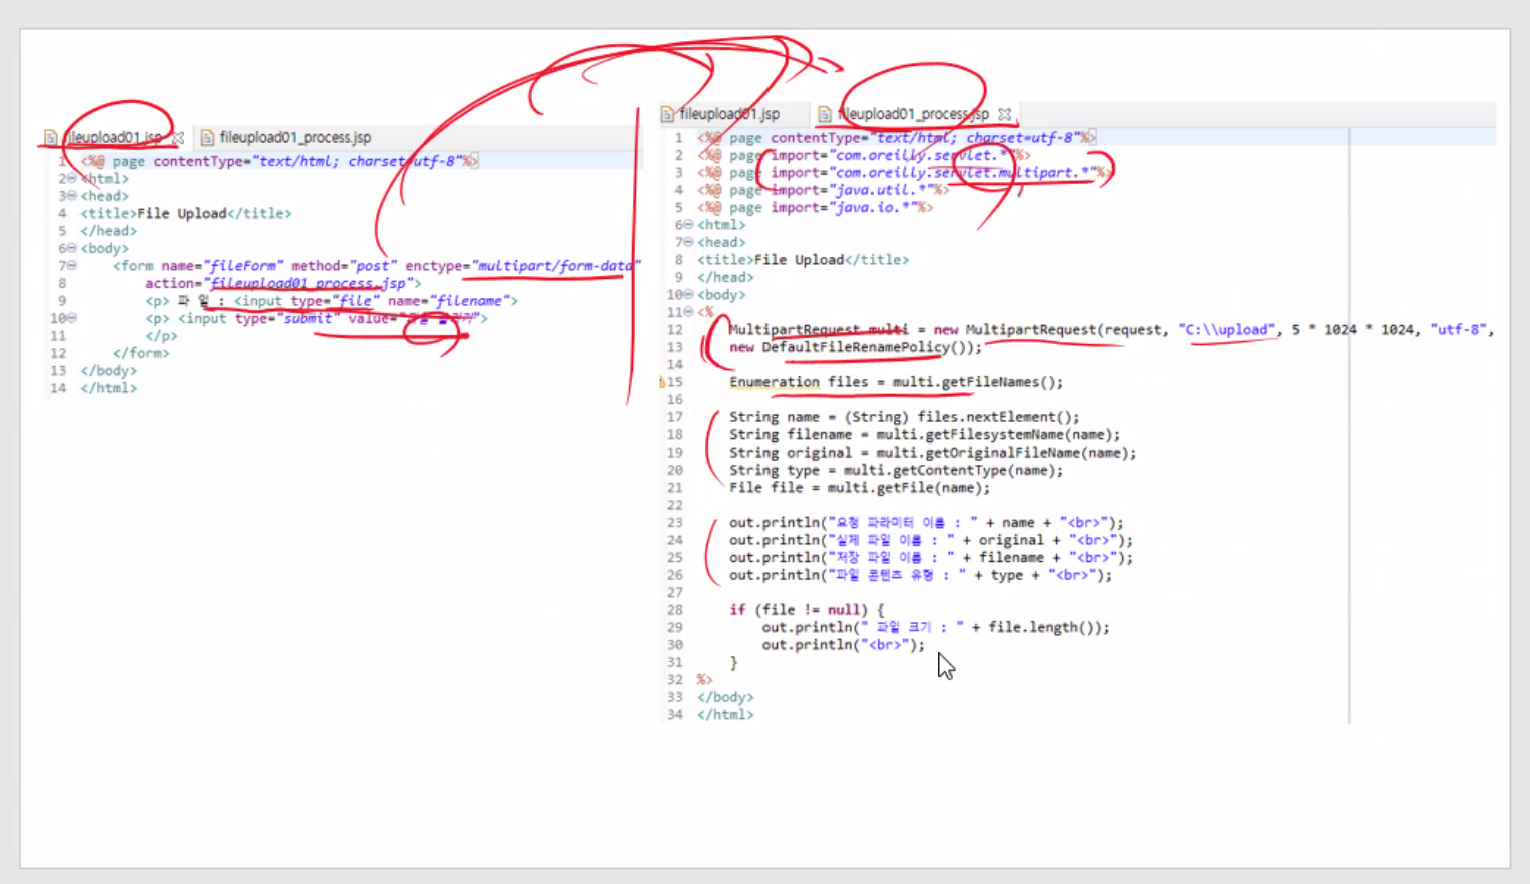 fileupload01.jsp
fileupload01_process.jsp
1 <%@ page contentType="text/html; charset=utf-8"%>
2 <html>
3 <head>
4 <title>File Upload</title>
5 </head>
6 <body>
7 <form name="fileForm" method="post" enctype="multipart/form-data"
8 action="fileupload01_process.jsp">
9 <p> 파 일 : <input type="file" name="filename">
10 <p> <input type="submit" value="파일 올리기">
11 </p>
12 </form>
13 </body>
14 </html>
fileupload01.jsp
fileupload01_process.jsp
1 <%@ page contentType="text/html; charset=utf-8"%>
2 <%@ page import="com.oreilly.servlet.*"%>
3 <%@ page import="com.oreilly.servlet.multipart.*"%>
4 <%@ page import="java.util.*"%>
5 <%@ page import="java.io.*"%>
6 <html>
7 <head>
8 <title>File Upload</title>
9 </head>
10 <body>
11 <%
12 MultipartRequest multi = new MultipartRequest(request, "C:\\upload", 5 * 1024 * 1024, "utf-8",
13 new DefaultFileRenamePolicy());
14
15 Enumeration files = multi.getFileNames();
16
17 String name = (String) files.nextElement();
18 String filename = multi.getFilesystemName(name);
19 String original = multi.getOriginalFileName(name);
20 String type = multi.getContentType(name);
21 File file = multi.getFile(name);
22
23 out.println("요청 파라미터 이름 : " + name + "<br>");
24 out.println("실제 파일 이름 : " + original + "<br>");
25 out.println("저장 파일 이름 : " + filename + "<br>");
26 out.println("파일 콘텐츠 유형 : " + type + "<br>");
27
28 if (file != null) {
29 out.println(" 파일 크기 : " + file.length());
30 out.println("<br>");
31 }
32 %>
33 </body>
34 </html>